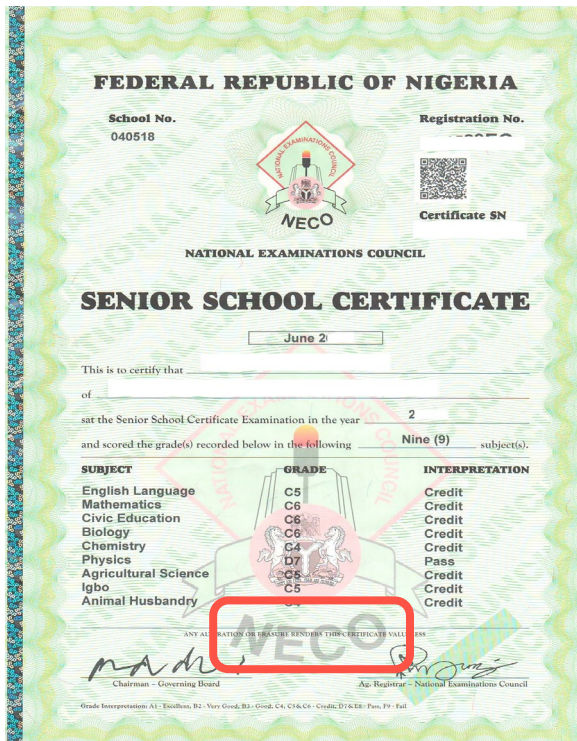 FEDERAL REPUBLIC OF NIGERIA
School No. Registration No.
040518
NATIONAL EXAMINATIONS COUNCIL
NECO
Certificate SN
NATIONAL EXAMINATIONS COUNCIL
SENIOR SCHOOL CERTIFICATE
June 2
This is to certify that
of
sat the Senior School Certificate Examination in the year 2
and scored the grade(s) recorded below in the following Nine (9) subject(s).
SUBJECT GRADE INTERPRETATION
English Language C5 Credit
Mathematics C6 Credit
Civic Education C6 Credit
Biology C6 Credit
Chemistry C4 Credit
Physics D7 Pass
Agricultural Science C5 Credit
Igbo C5 Credit
Animal Husbandry Credit
NECO
ANY ALTERATION OR ERASURE RENDERS THIS CERTIFICATE VALUELESS
Chairman – Governing Board Ag. Registrar – National Examinations Council
Grade Interpretation: A1 - Excellent, B2 - Very Good, B3 - Good, C4, C5 & C6 - Credit, D7 & E8 - Pass, F9 - Fail